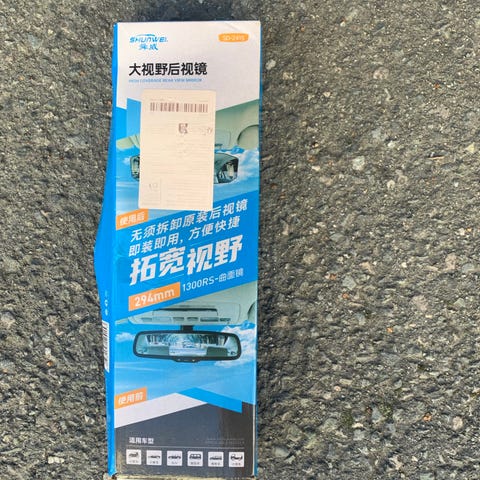 SHUNWEI
舜威
SD-2415
大视野后视镜
HIGH COVERAGE REAR VIEW MIRROR
使用后
无须拆卸原装后视镜
即装即用,方便快捷
拓宽视野
294mm 1300RS-曲面镜
使用前
适用车型